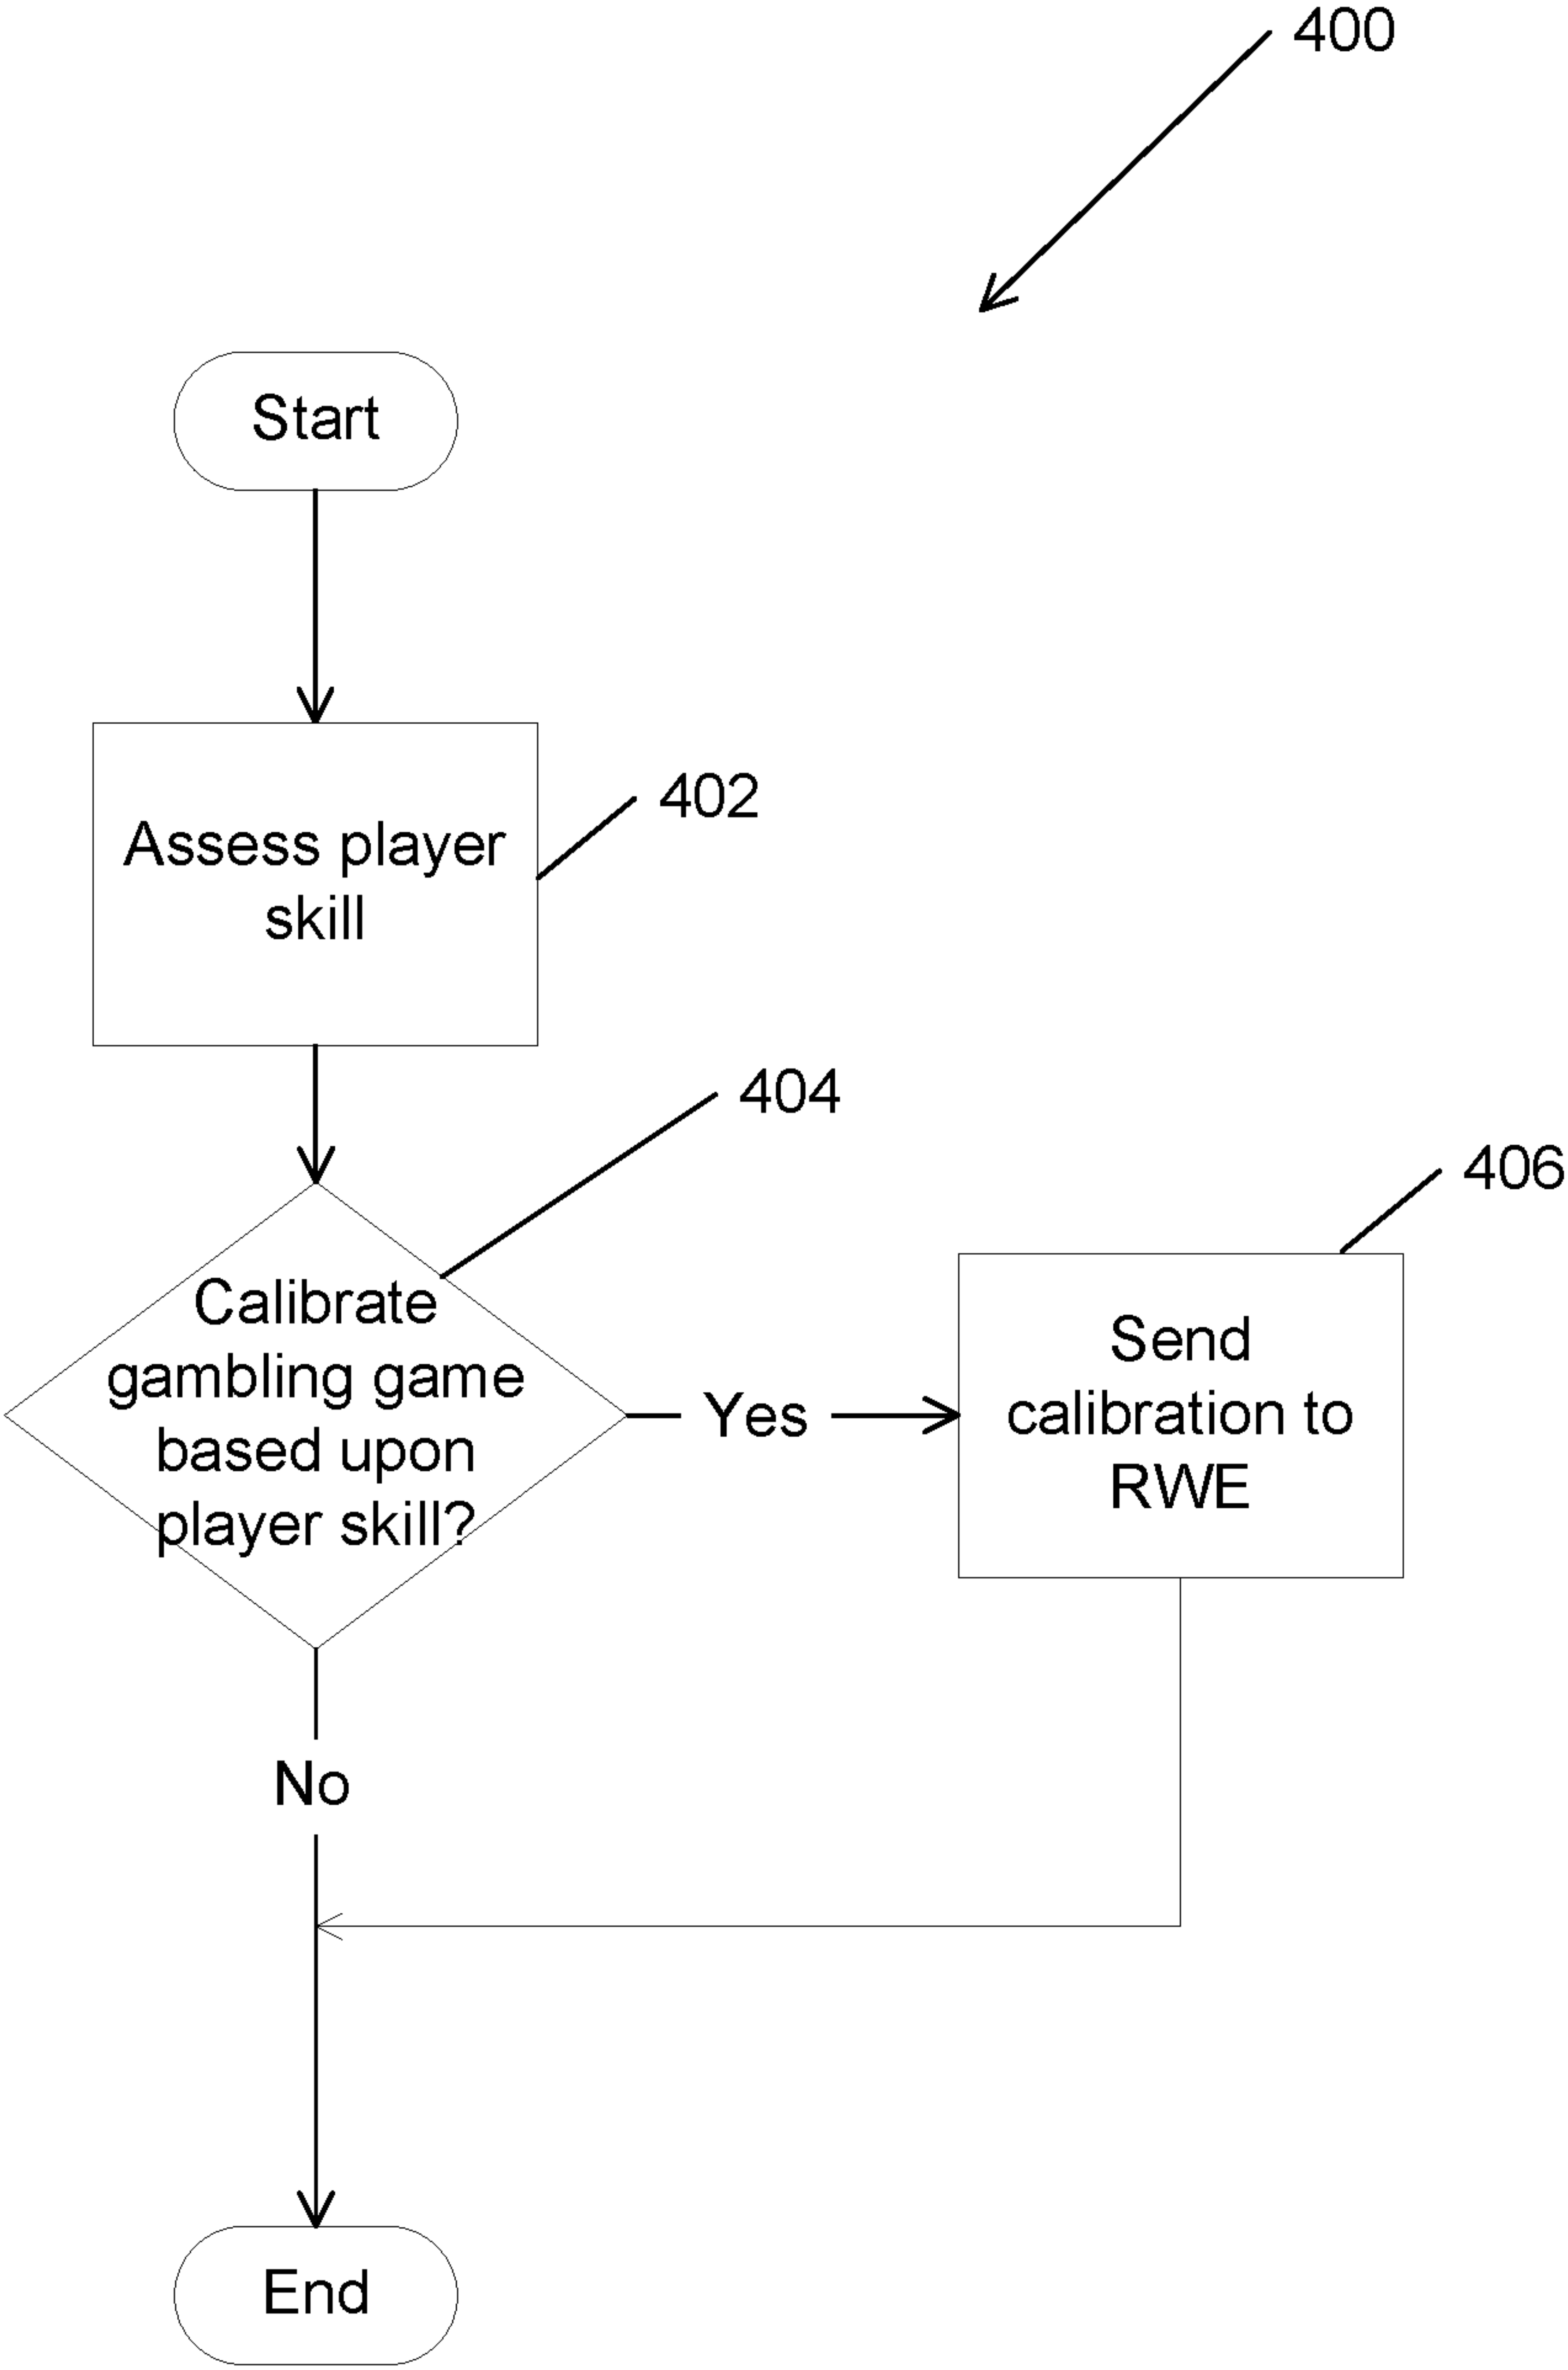 400
Start
402
Assess player
skill
404
Calibrate
gambling game
based upon
player skill?
Yes
406
Send
calibration to
RWE
No
End